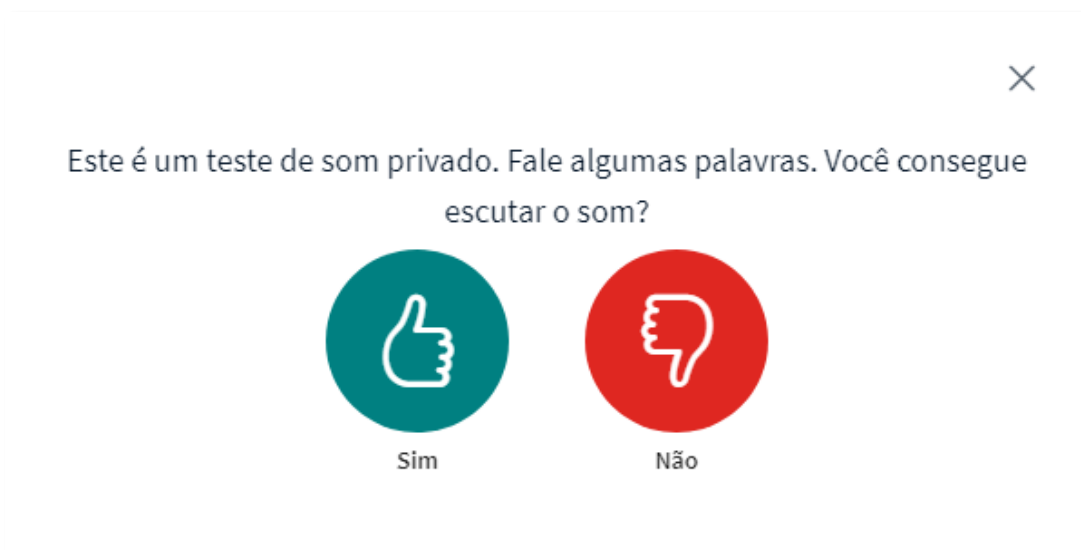 Este é um teste de som privado. Fale algumas palavras. Você consegue
escutar o som?
Sim
Não